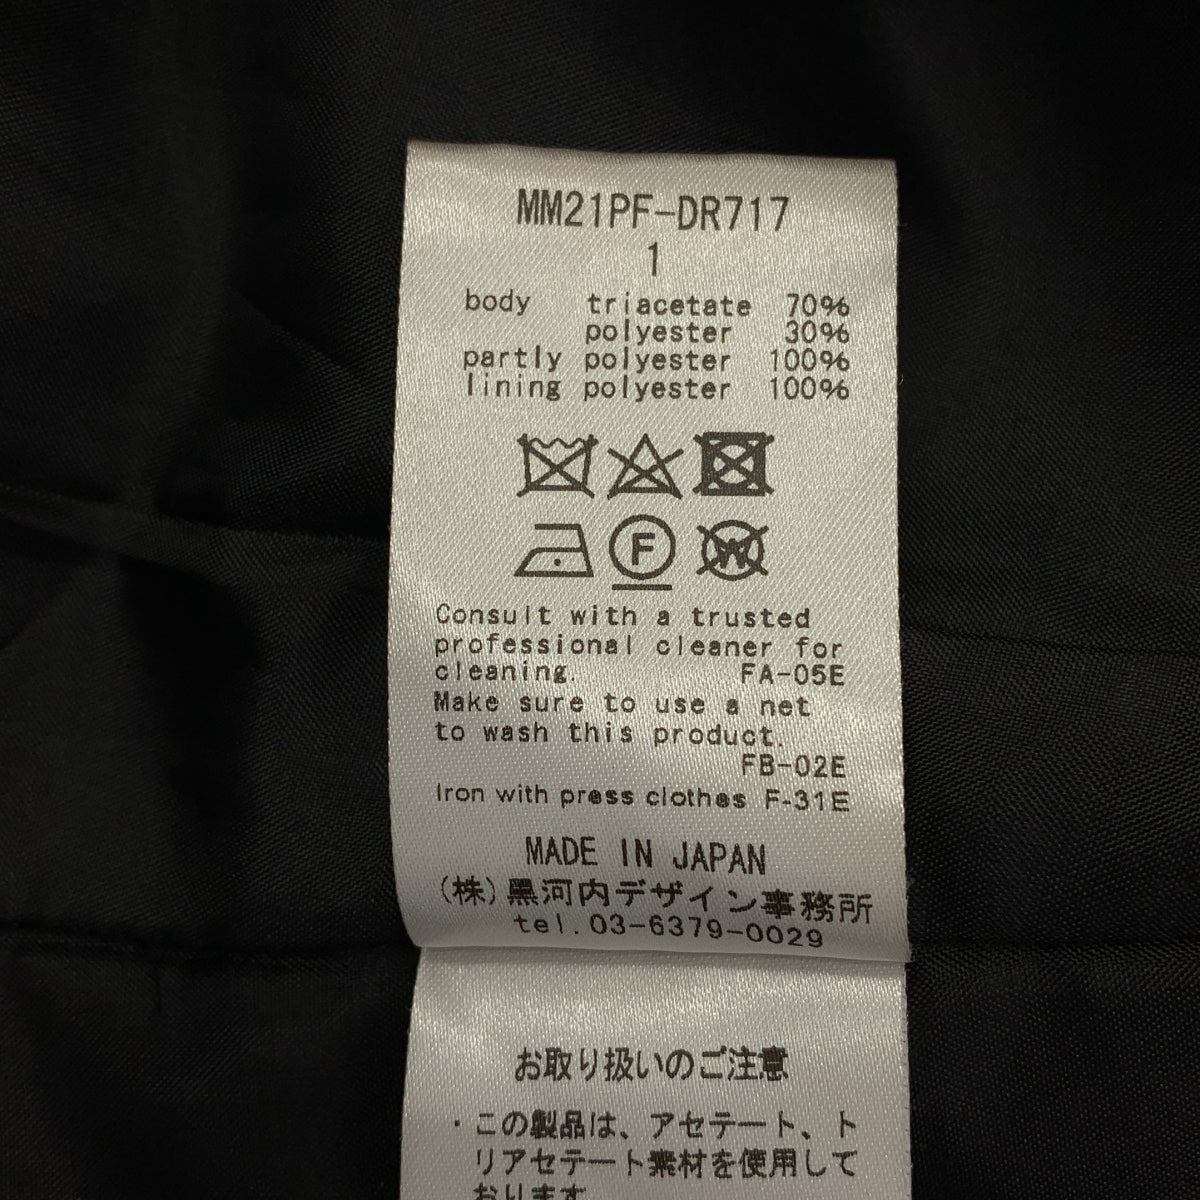 MM21PF-DR717
1
body triacetate 70%
polyester 30%
partly polyester 100%
lining polyester 100%
F W
Consult with a trusted
professional cleaner for
cleaning. FA-05E
Make sure to use a net
to wash this product.
FB-02E
Iron with press clothes F-31E
MADE IN JAPAN
(株)黒河内デザイン事務所
tel.03-6379-0029
お取り扱いのご注意
・この製品は、アセテート、ト
リアセテート素材を使用して
おります